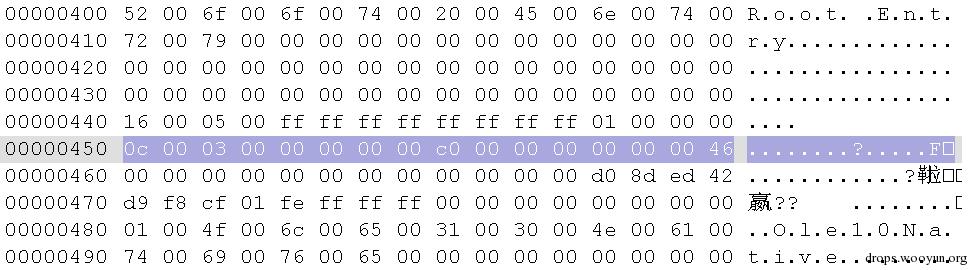 00000400 52 00 6f 00 6f 00 74 00 20 00 45 00 6e 00 74 00 R.o.o.t. .E.n.t.
00000410 72 00 79 00 00 00 00 00 00 00 00 00 00 00 00 00 r.y.............
00000420 00 00 00 00 00 00 00 00 00 00 00 00 00 00 00 00 ................
00000430 00 00 00 00 00 00 00 00 00 00 00 00 00 00 00 00 ................
00000440 16 00 05 00 ff ff ff ff ff ff ff ff 01 00 00 00 ....
00000450 0c 00 03 00 00 00 00 00 c0 00 00 00 00 00 00 46 ........?.....F□
00000460 00 00 00 00 00 00 00 00 00 00 00 00 d0 8d ed 42 ............?□□
00000470 d9 f8 cf 01 fe ff ff ff 00 00 00 00 00 00 00 00 赢?? ........□
00000480 01 00 4f 00 6c 00 65 00 31 00 30 00 4e 00 61 00 ..O.l.e.1.0.N.a.
00000490 74 00 69 00 76 00 65 00 00 00 00 00 00 00 00 00 t.i.v.e.........
drops.wooyun.org